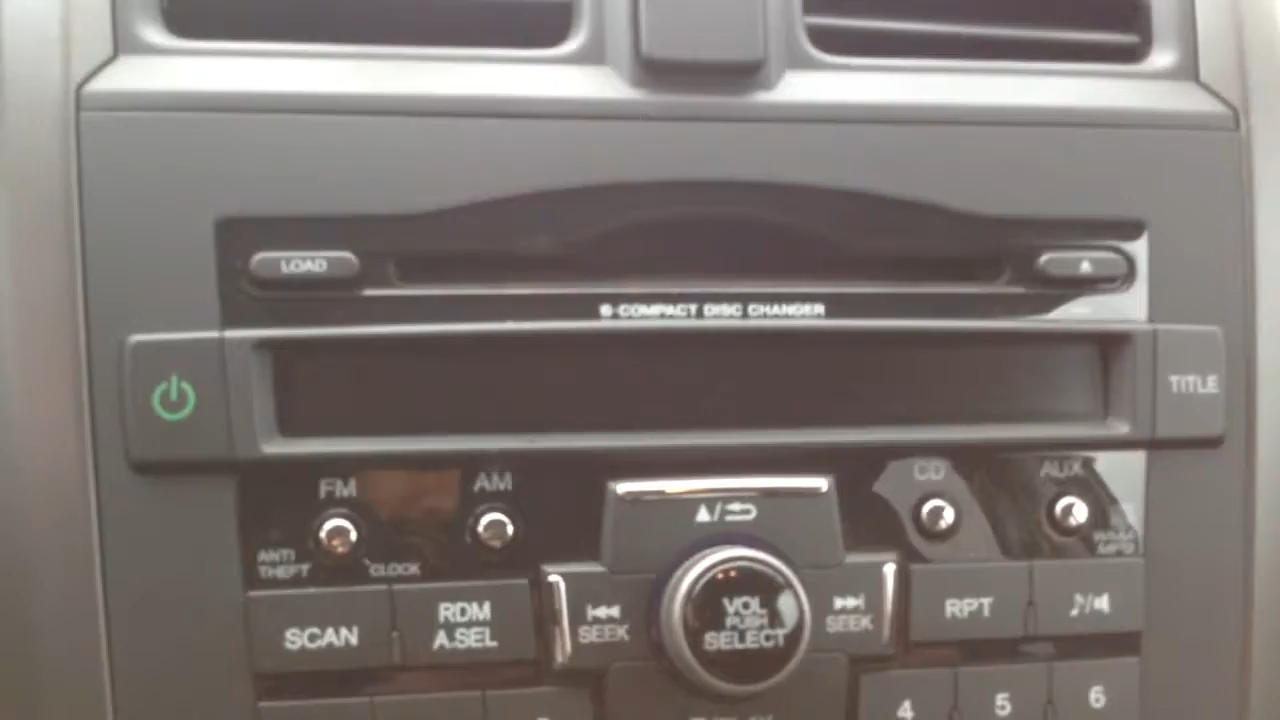 LOAD
6 COMPACT DISC CHANGER
TITLE
FM
AM
CD
AUX
ANTI
THEFT
CLOCK
SCAN
RDM
A.SEL
SEEK
VOL
PUSH
SELECT
SEEK
RPT
4
5
6